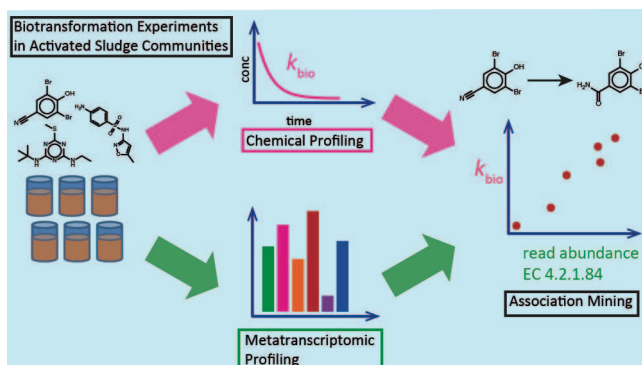 Biotransformation Experiments
in Activated Sludge Communities
Br
OH
N
Br
S
N
N
N
H
N
N
H
H2N
O
S
O
NH
N
O
conc
kbio
time
Chemical Profiling
Metatranscriptomic
Profiling
Br
OH
N
Br
Br
H2N
O
kbio
read abundance
EC 4.2.1.84
Association Mining